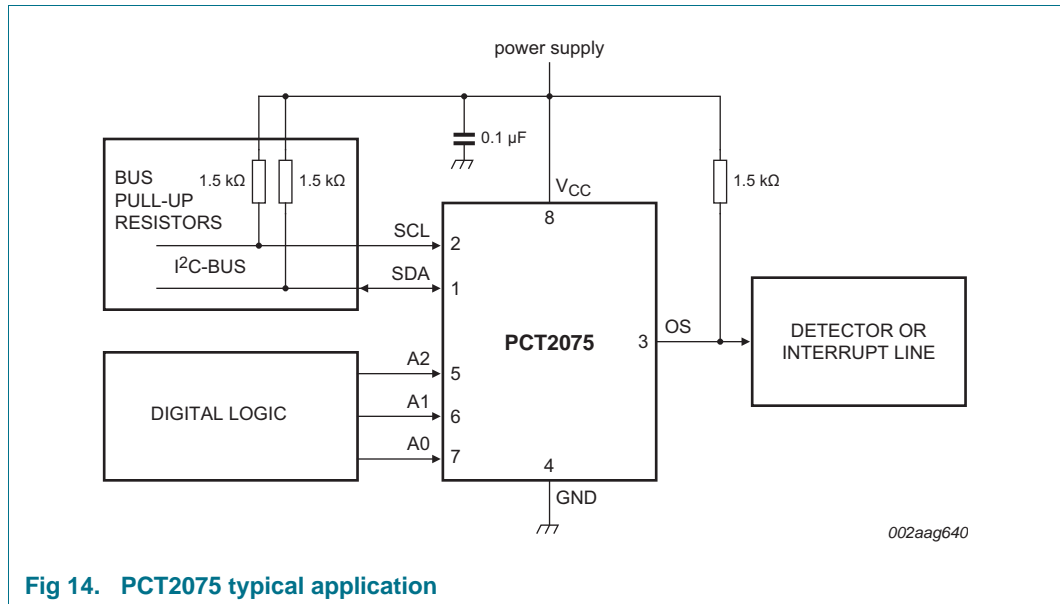 power supply
0.1 µF
BUS
PULL-UP
RESISTORS
1.5 kΩ
1.5 kΩ
1.5 kΩ
VCC
8
SCL
2
I2C-BUS
SDA
1
PCT2075
3
OS
DETECTOR OR
INTERRUPT LINE
DIGITAL LOGIC
A2
5
A1
6
A0
7
4
GND
002aag640
Fig 14. PCT2075 typical application